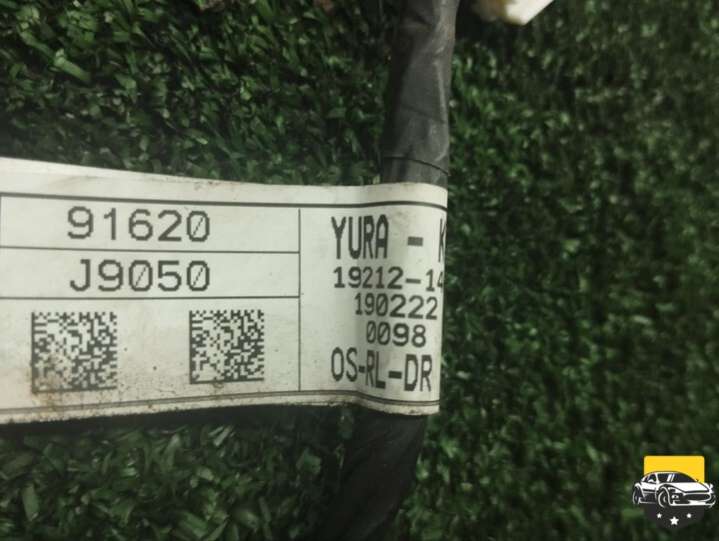 91620
J9050
YURA - K
19212-14
190222
0098
OS-RL-DR